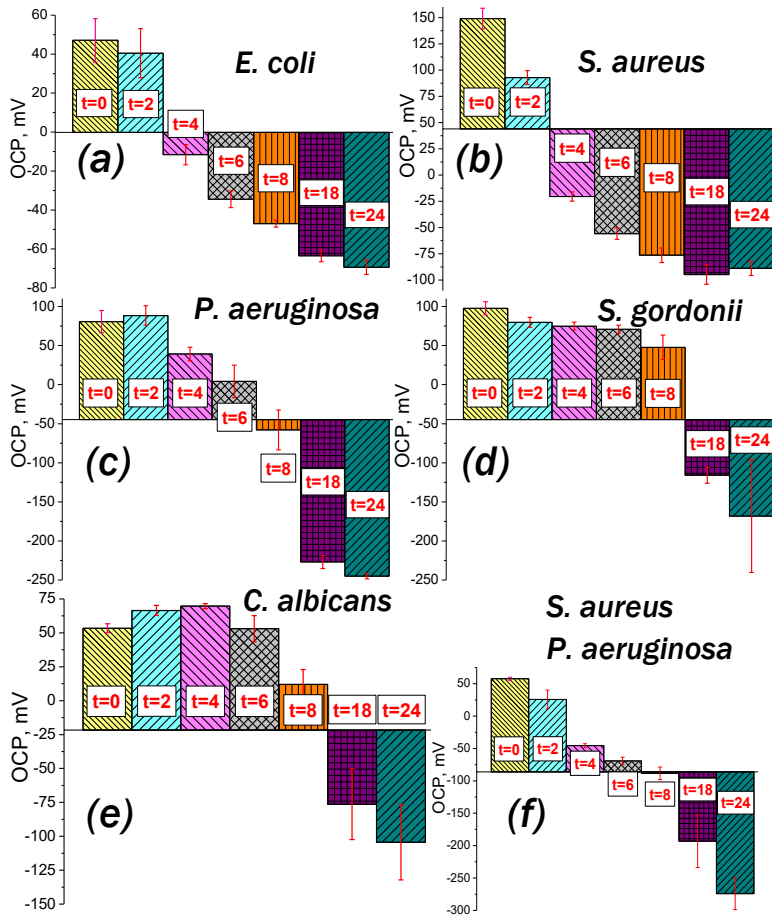 E. coli
OCP, mV
60
40
20
0
-20
-40
-60
-80
t=0
t=2
t=4
t=6
t=8
t=18
t=24
(a)
S. aureus
OCP, mV
150
125
100
75
50
25
0
-25
-50
-75
-100
t=0
t=2
t=4
t=6
t=8
t=18
t=24
(b)
P. aeruginosa
OCP, mV
100
50
0
-50
-100
-150
-200
-250
t=0
t=2
t=4
t=6
t=8
t=18
t=24
(c)
S. gordonii
OCP, mV
100
50
0
-50
-100
-150
-200
-250
t=0
t=2
t=4
t=6
t=8
t=18
t=24
(d)
C. albicans
OCP, mV
75
50
25
0
-25
-50
-75
-100
-125
-150
t=0
t=2
t=4
t=6
t=8
t=18
t=24
(e)
S. aureus
P. aeruginosa
OCP, mV
50
0
-50
-100
-150
-200
-250
-300
t=0
t=2
t=4
t=6
t=8
t=18
t=24
(f)